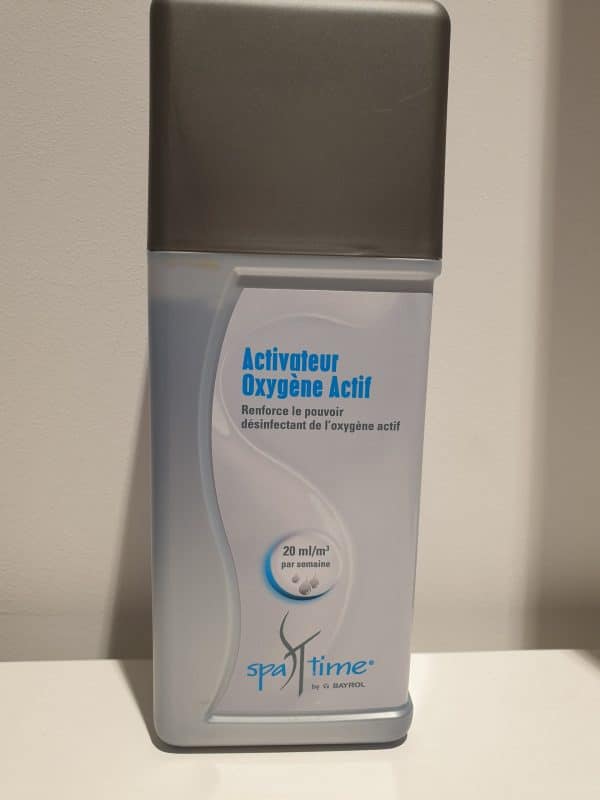 Activateur
Oxygène Actif
Renforce le pouvoir
désinfectant de l'oxygène actif
20 ml/m³
par semaine
spa time®
by BAYROL